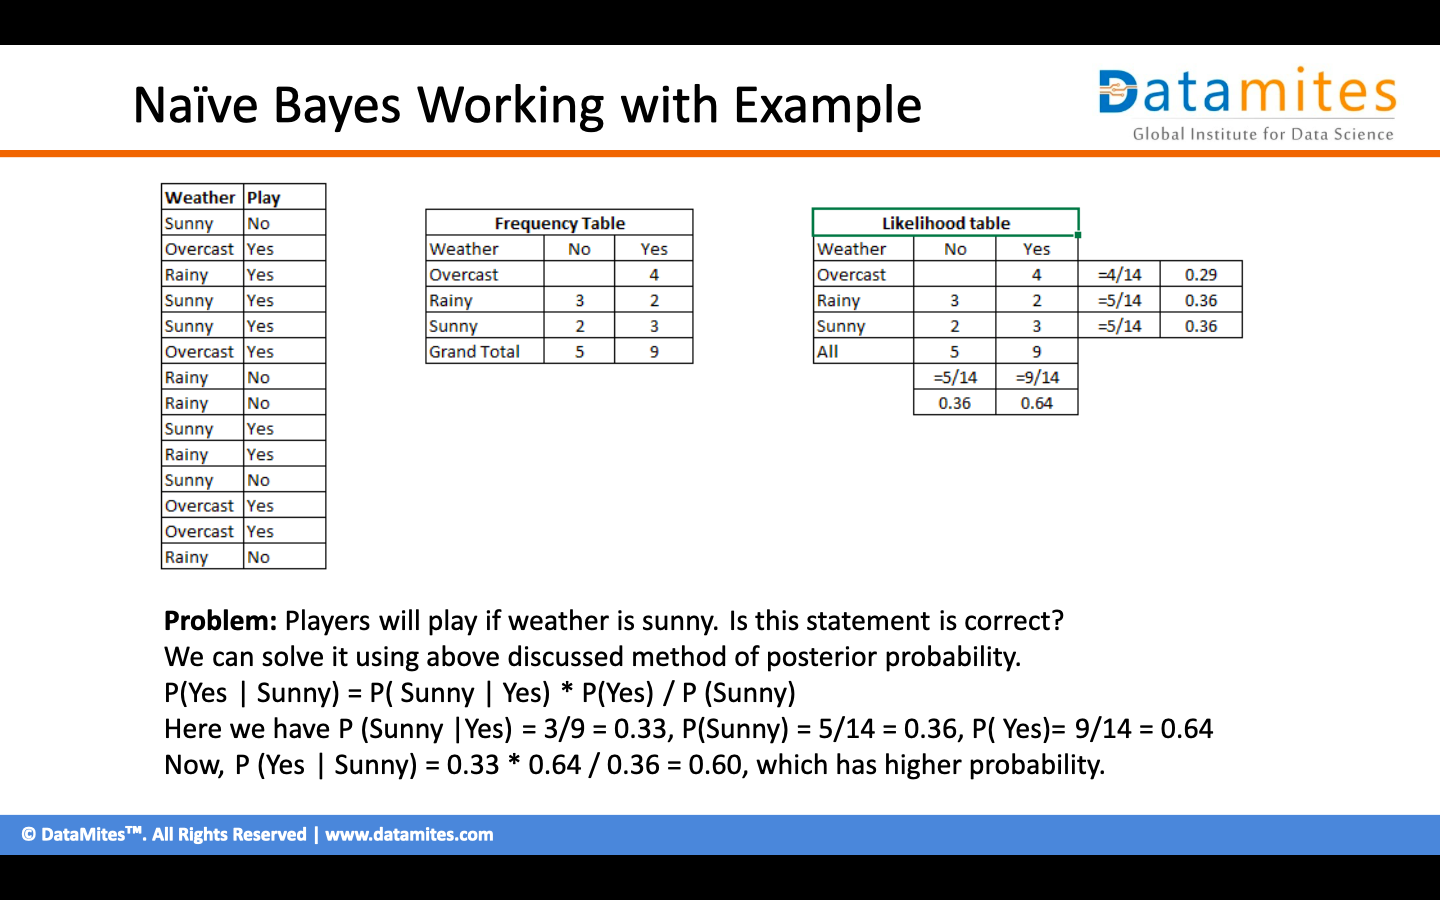 Naïve Bayes Working with Example
Datamites
Global Institute for Data Science
Weather Play
Sunny No
Overcast Yes
Rainy Yes
Sunny Yes
Sunny Yes
Overcast Yes
Rainy No
Rainy No
Sunny Yes
Rainy Yes
Sunny No
Overcast Yes
Overcast Yes
Rainy No
Frequency Table
Weather No Yes
Overcast 4
Rainy 3 2
Sunny 2 3
Grand Total 5 9
Likelihood table
Weather No Yes
Overcast 4 =4/14 0.29
Rainy 3 2 =5/14 0.36
Sunny 2 3 =5/14 0.36
All 5 9
=5/14 =9/14
0.36 0.64
Problem: Players will play if weather is sunny. Is this statement is correct?
We can solve it using above discussed method of posterior probability.
P(Yes | Sunny) = P( Sunny | Yes) * P(Yes) / P (Sunny)
Here we have P (Sunny |Yes) = 3/9 = 0.33, P(Sunny) = 5/14 = 0.36, P( Yes)= 9/14 = 0.64
Now, P (Yes | Sunny) = 0.33 * 0.64 / 0.36 = 0.60, which has higher probability.
© DataMites™. All Rights Reserved | www.datamites.com